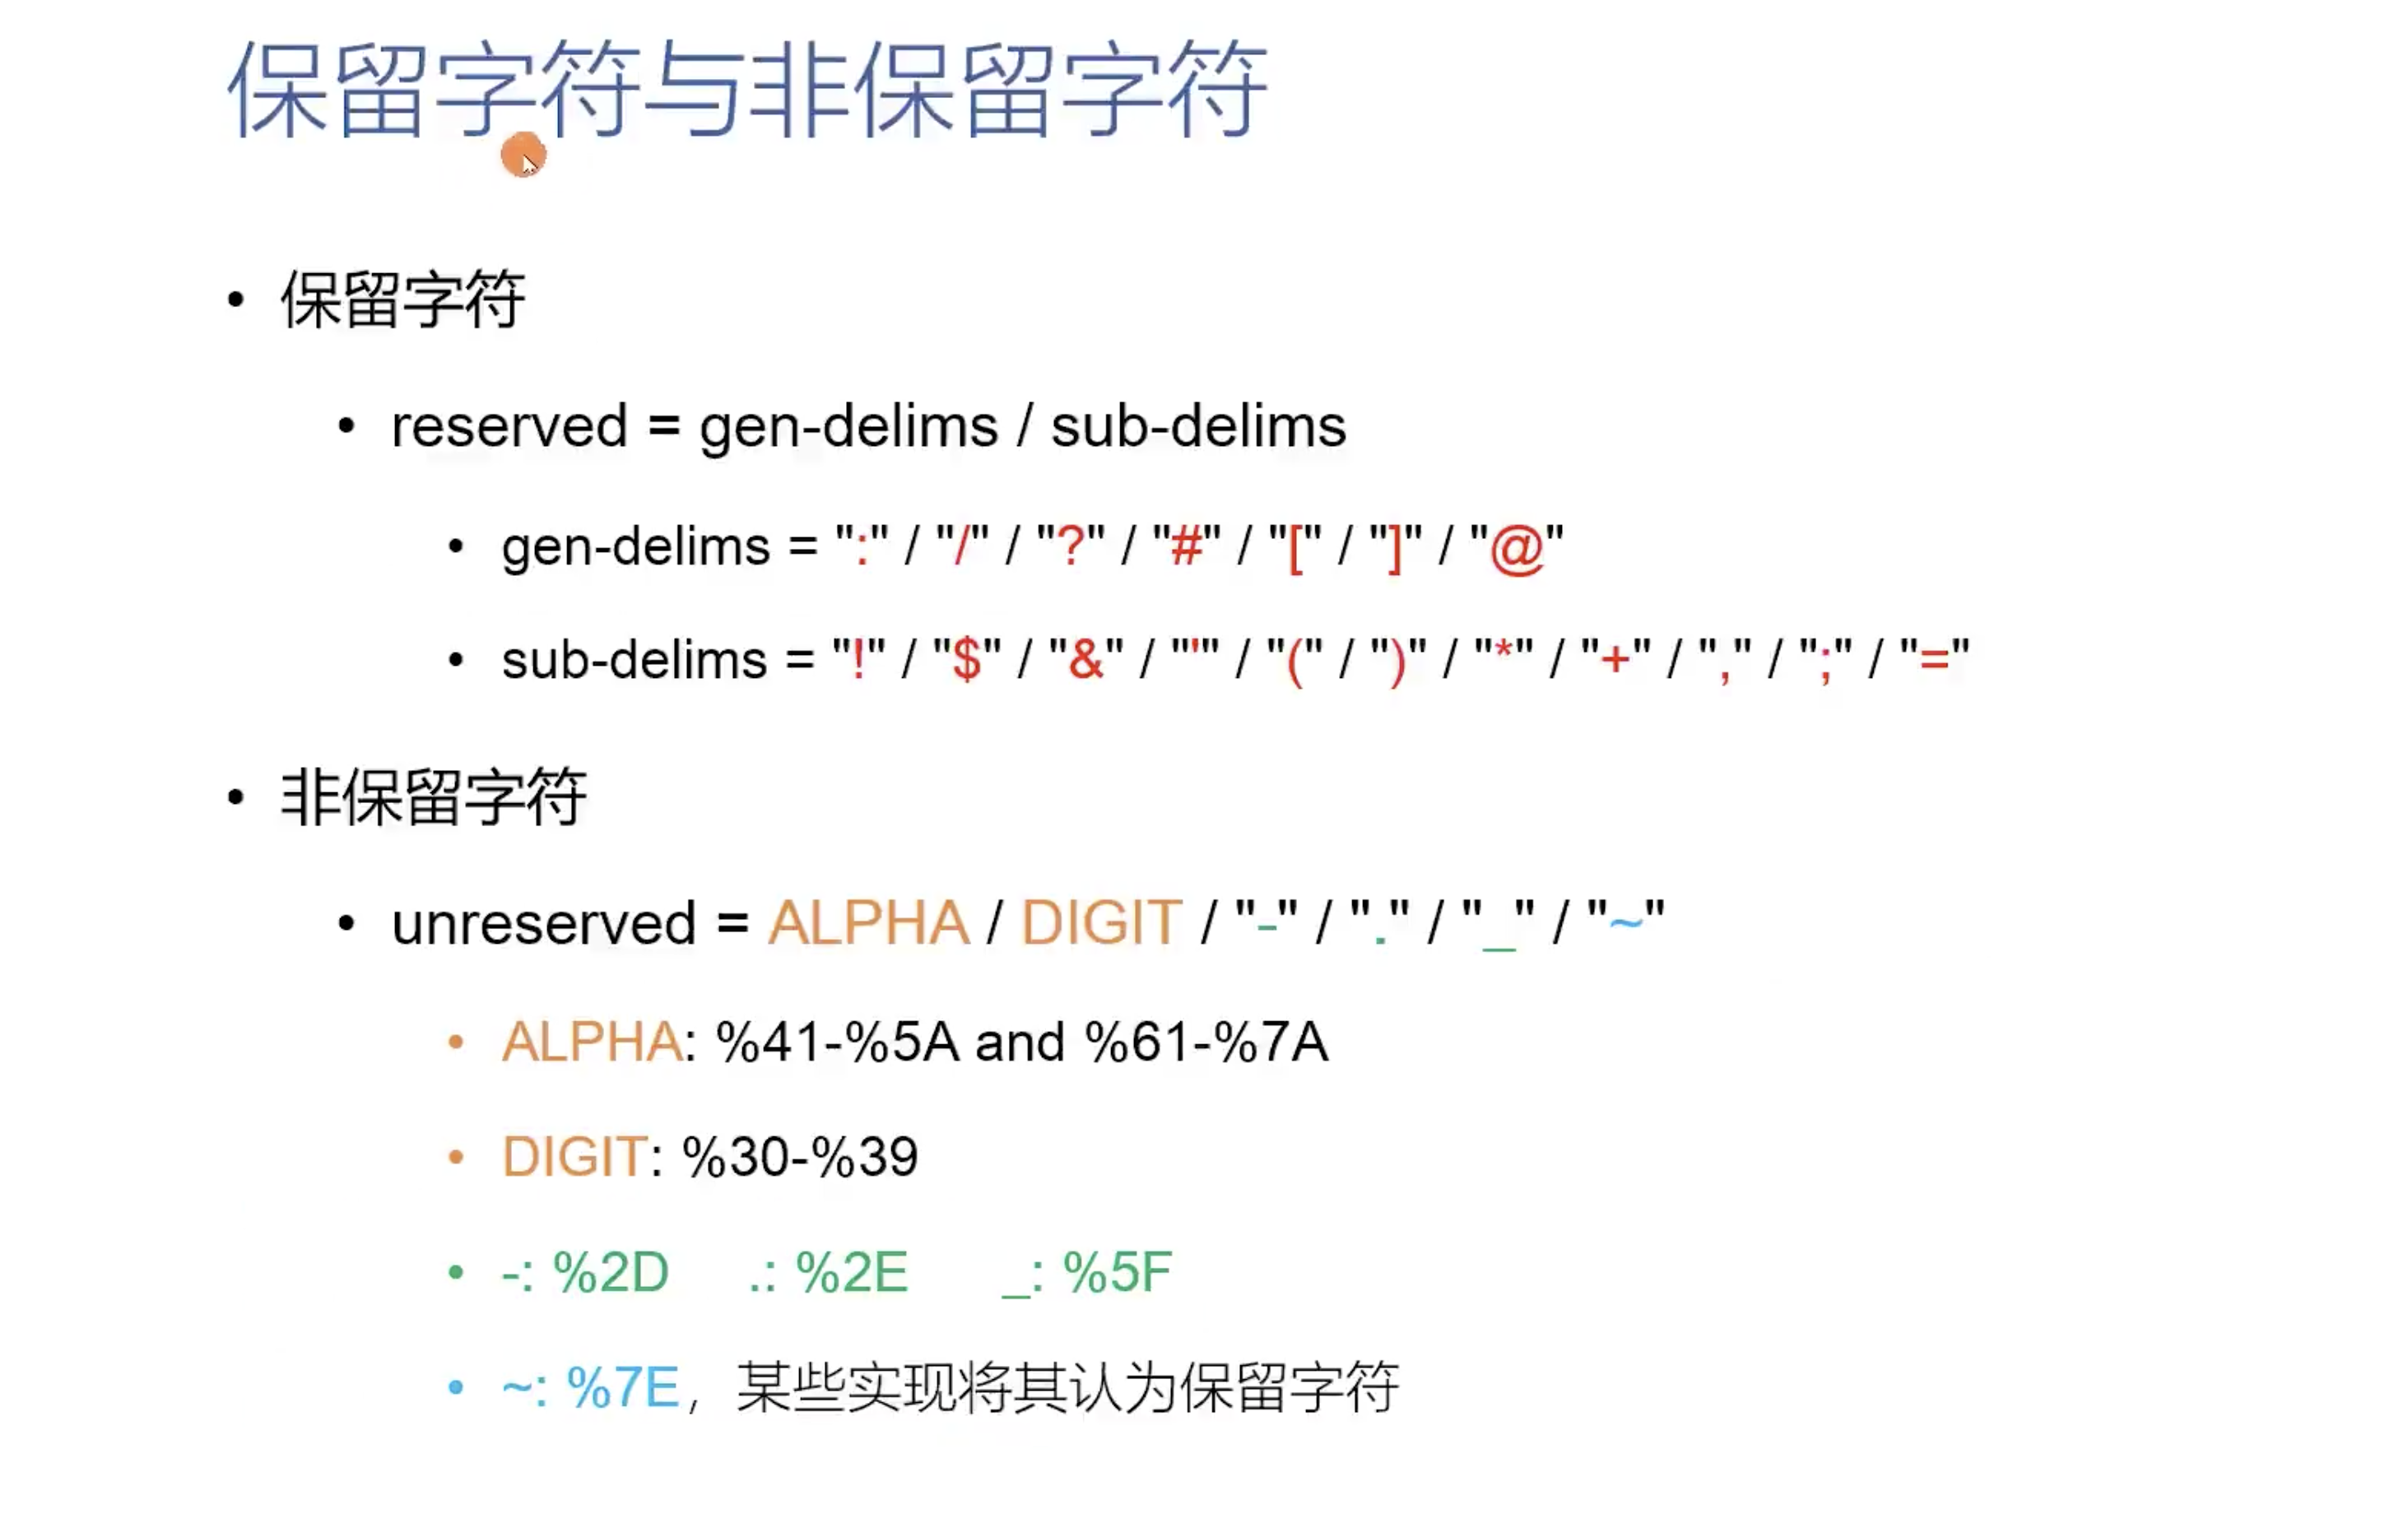 保留字符与非保留字符
• 保留字符
• reserved = gen-delims / sub-delims
• gen-delims = ":" / "/" / "?" / "#" / "[" / "]" / "@"
• sub-delims = "!" / "$" / "&" / "'" / "(" / ")" / "*" / "+" / "," / ";" / "="
• 非保留字符
• unreserved = ALPHA / DIGIT / "-" / "." / "_" / "~"
• ALPHA: %41-%5A and %61-%7A
• DIGIT: %30-%39
• -: %2D .: %2E _: %5F
• ~: %7E，某些实现将其认为保留字符